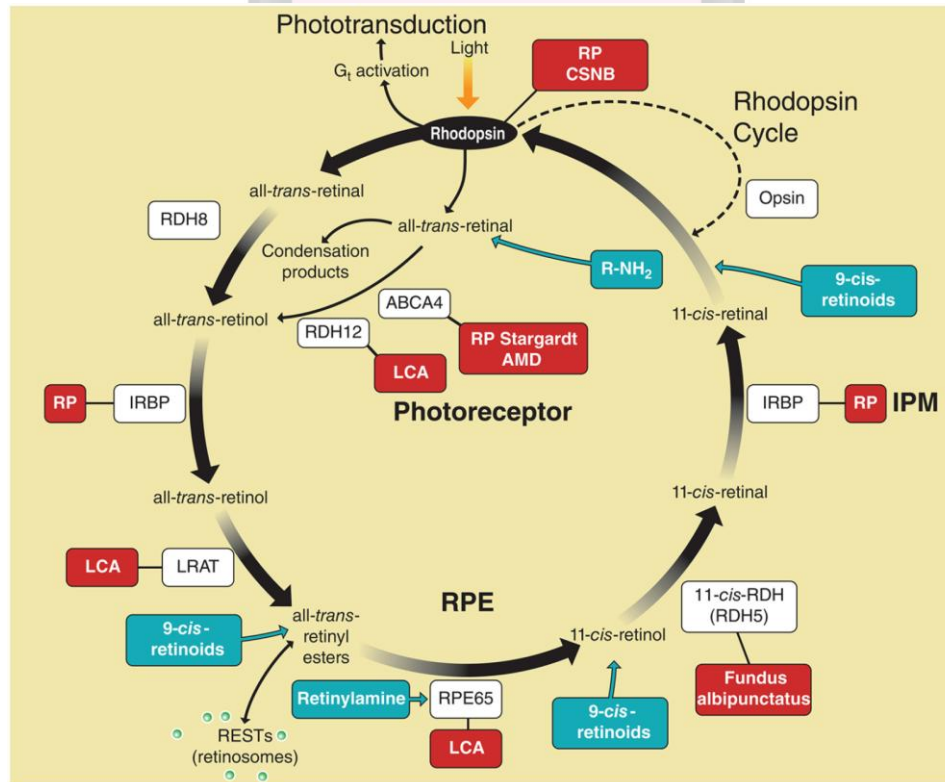 Phototransduction
Light
Gt activation
RP
CSNB
Rhodopsin
Cycle
Rhodopsin
all-trans-retinal
Opsin
RDH8
all-trans-retinal
Condensation
products
R-NH2
9-cis-
retinoids
11-cis-retinal
all-trans-retinol
ABCA4
RDH12
RP Stargardt
AMD
LCA
RP
IRBP
Photoreceptor
IRBP
RP
IPM
all-trans-retinol
11-cis-retinal
LCA
LRAT
RPE
11-cis-RDH
(RDH5)
9-cis-
retinoids
all-trans-
retinyl
esters
11-cis-retinol
Fundus
albipunctatus
Retinylamine
RPE65
9-cis-
retinoids
LCA
RESTs
(retinosomes)